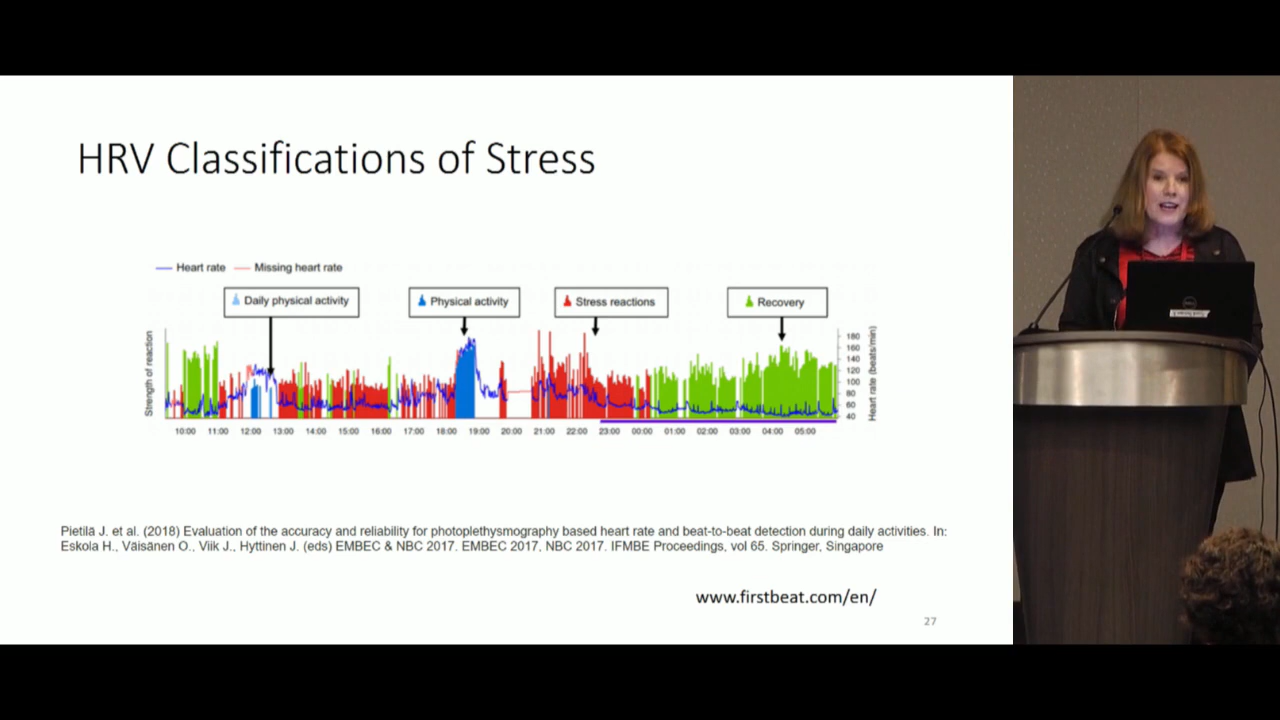 HRV Classifications of Stress
Heart rate Missing heart rate
Daily physical activity
Physical activity
Stress reactions
Recovery
Strength of reaction
180
160
140
120
100
80
60
40
Heart rate (beats/min)
10:00 11:00 12:00 13:00 14:00 15:00 16:00 17:00 18:00 19:00 20:00 21:00 22:00 23:00 00:00 01:00 02:00 03:00 04:00 05:00
Pietilä J. et al. (2018) Evaluation of the accuracy and reliability for photoplethysmography based heart rate and beat-to-beat detection during daily activities. In:
Eskola H., Väisänen O., Viik J., Hyttinen J. (eds) EMBEC & NBC 2017. EMBEC 2017, NBC 2017. IFMBE Proceedings, vol 65. Springer, Singapore
www.firstbeat.com/en/
27